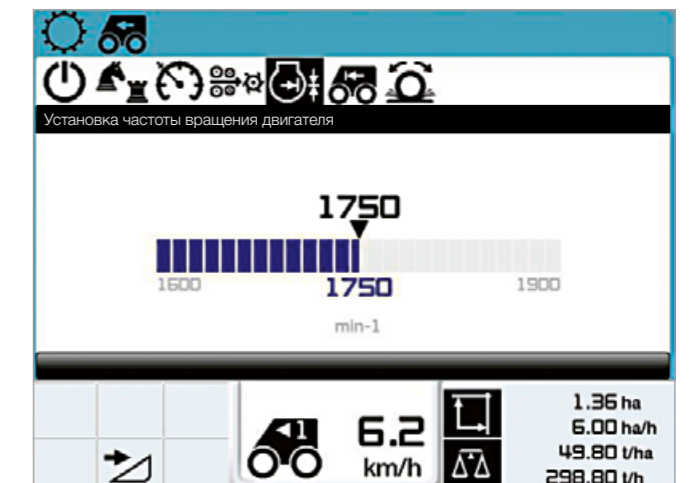 Установка частоты вращения двигателя
1750
1600 1750 1900
min-1
1
6.2
km/h
1.36 ha
6.00 ha/h
49.80 t/ha
298.80 t/h